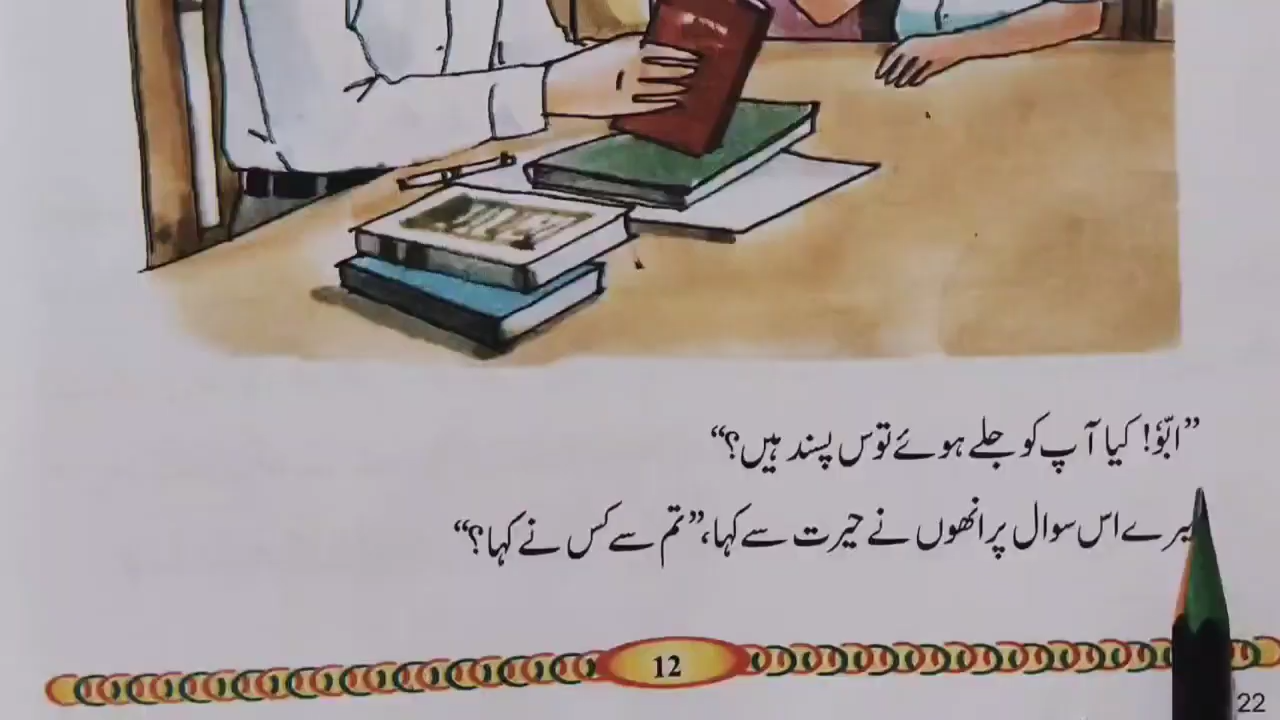 ”ابّو! کیا آپ کو جلے ہوئے توس پسند ہیں؟“
میرے اس سوال پر انھوں نے حیرت سے کہا، ”تم سے کس نے کہا؟“
12
22